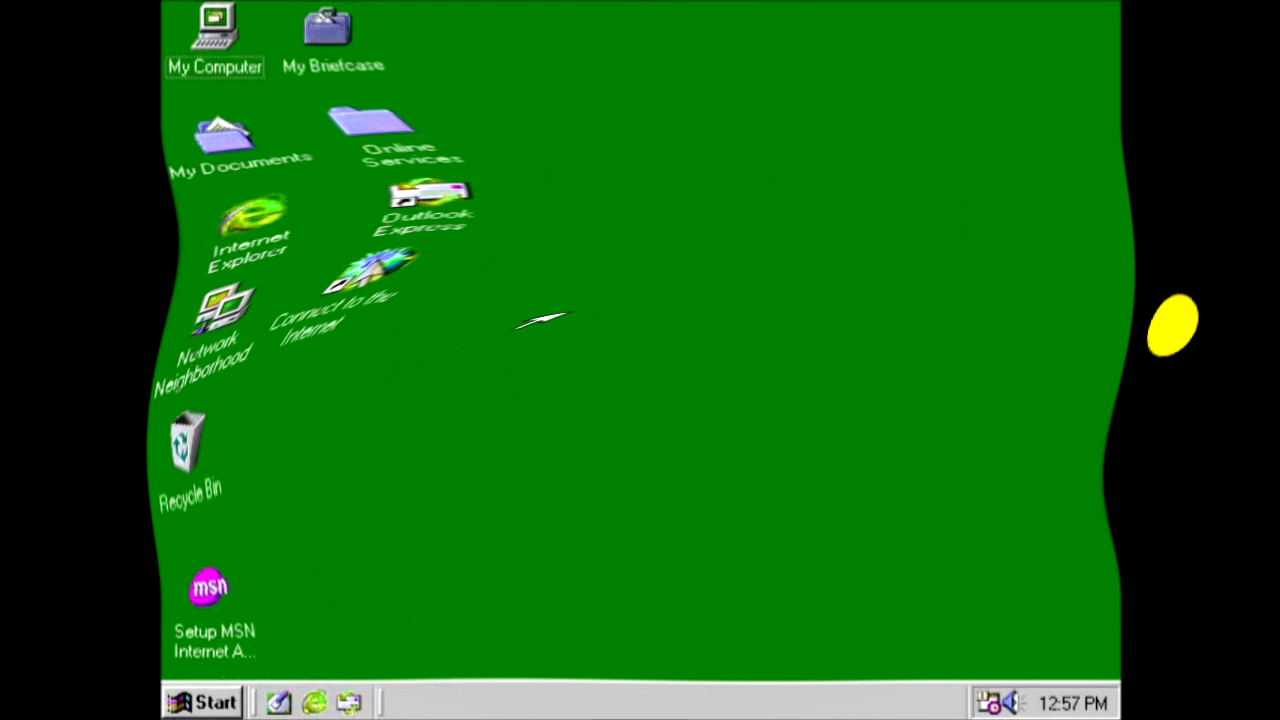 My Computer
My Briefcase
My Documents
Online
Services
Internet
Explorer
Outlook
Express
Network
Neighborhood
Connect to the
Internet
Recycle Bin
msn
Setup MSN
Internet A...
Start
12:57 PM